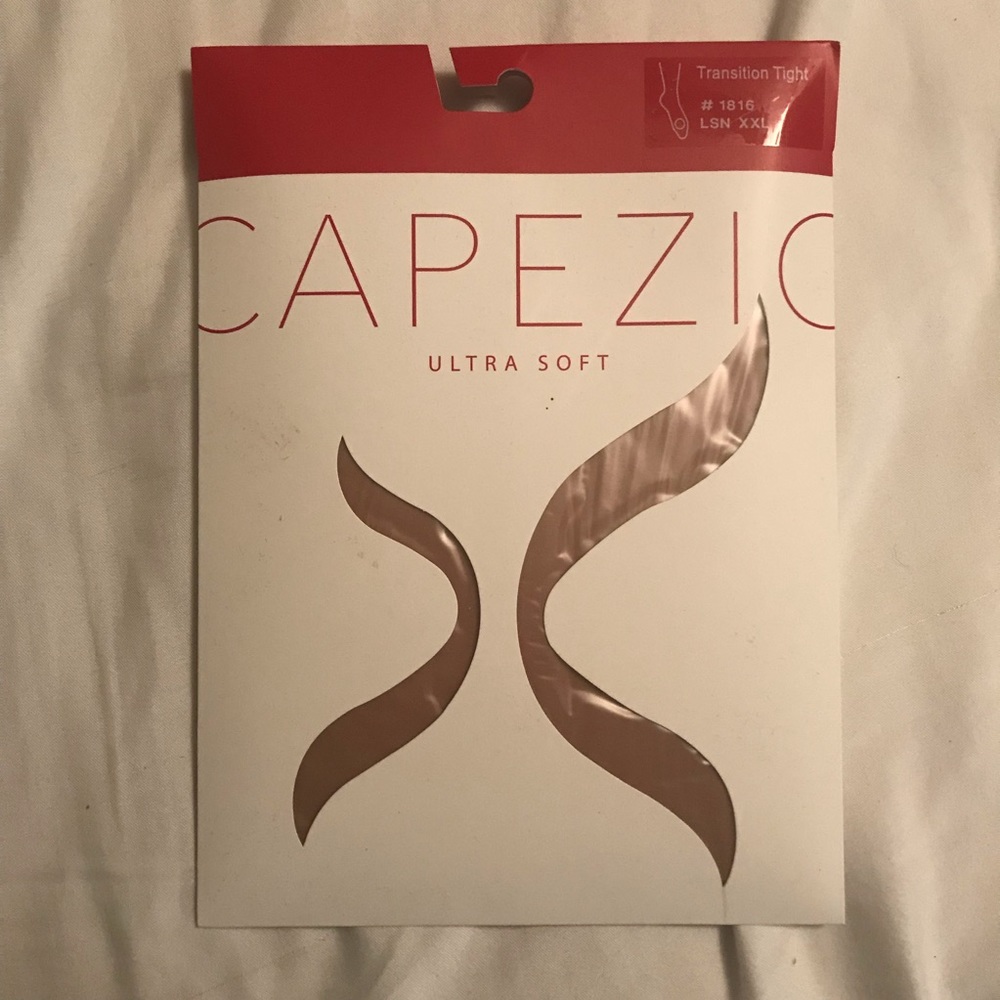 Transition Tight
# 1816
LSN XXL
CAPEZIO
ULTRA SOFT